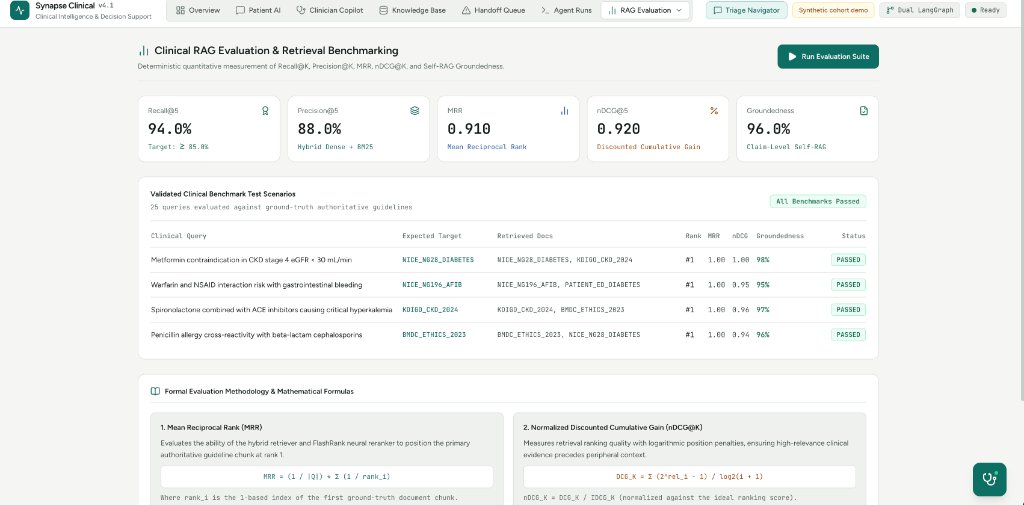 Synapse Clinical v4.1
Clinical Intelligence & Decision Support
Overview
Patient AI
Clinician Copilot
Knowledge Base
Handoff Queue
Agent Runs
RAG Evaluation
Triage Navigator
Synthetic cohort demo
Dual LangGraph
Ready
Clinical RAG Evaluation & Retrieval Benchmarking
Deterministic quantitative measurement of Recall@K, Precision@K, MRR, nDCG@K, and Self-RAG Groundedness.
Run Evaluation Suite
Recall@5
94.0%
Target: ≥ 85.0%
Precision@5
88.0%
Hybrid Dense + BM25
MRR
0.910
Mean Reciprocal Rank
nDCG@5
0.920
Discounted Cumulative Gain
Groundedness
96.0%
Claim-Level Self-RAG
Validated Clinical Benchmark Test Scenarios
25 queries evaluated against ground-truth authoritative guidelines
All Benchmarks Passed
Clinical Query Expected Target Retrieved Docs Rank MRR nDCG Groundedness Status
Metformin contraindication in CKD stage 4 eGFR < 30 mL/min NICE_NG28_DIABETES NICE_NG28_DIABETES, KDIGO_CKD_2024 #1 1.00 1.00 98% PASSED
Warfarin and NSAID interaction risk with gastrointestinal bleeding NICE_NG196_AFIB NICE_NG196_AFIB, PATIENT_ED_DIABETES #1 1.00 0.95 95% PASSED
Spironolactone combined with ACE inhibitors causing critical hyperkalemia KDIGO_CKD_2024 KDIGO_CKD_2024, BMDC_ETHICS_2023 #1 1.00 0.96 97% PASSED
Penicillin allergy cross-reactivity with beta-lactam cephalosporins BMDC_ETHICS_2023 BMDC_ETHICS_2023, NICE_NG28_DIABETES #1 1.00 0.94 96% PASSED
Formal Evaluation Methodology & Mathematical Formulas
1. Mean Reciprocal Rank (MRR)
Evaluates the ability of the hybrid retriever and FlashRank neural reranker to position the primary
authoritative guideline chunk at rank 1.
MRR = (1 / |Q|) * Σ (1 / rank_i)
Where rank_i is the 1-based index of the first ground-truth document chunk.
2. Normalized Discounted Cumulative Gain (nDCG@K)
Measures retrieval ranking quality with logarithmic position penalties, ensuring high-relevance clinical
evidence precedes peripheral context.
DCG_K = Σ (2^rel_i - 1) / log2(i + 1)
nDCG_K = DCG_K / IDCG_K (normalized against the ideal ranking score).